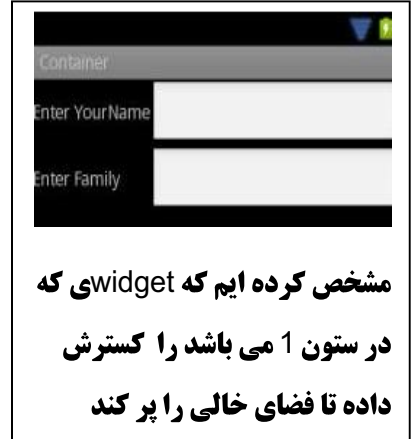 Container
Enter YourName
Enter Family
مشخص کرده ایم که widgetی که
در ستون 1 می باشد را کسترش
داده تا فضای خالی را پر کند